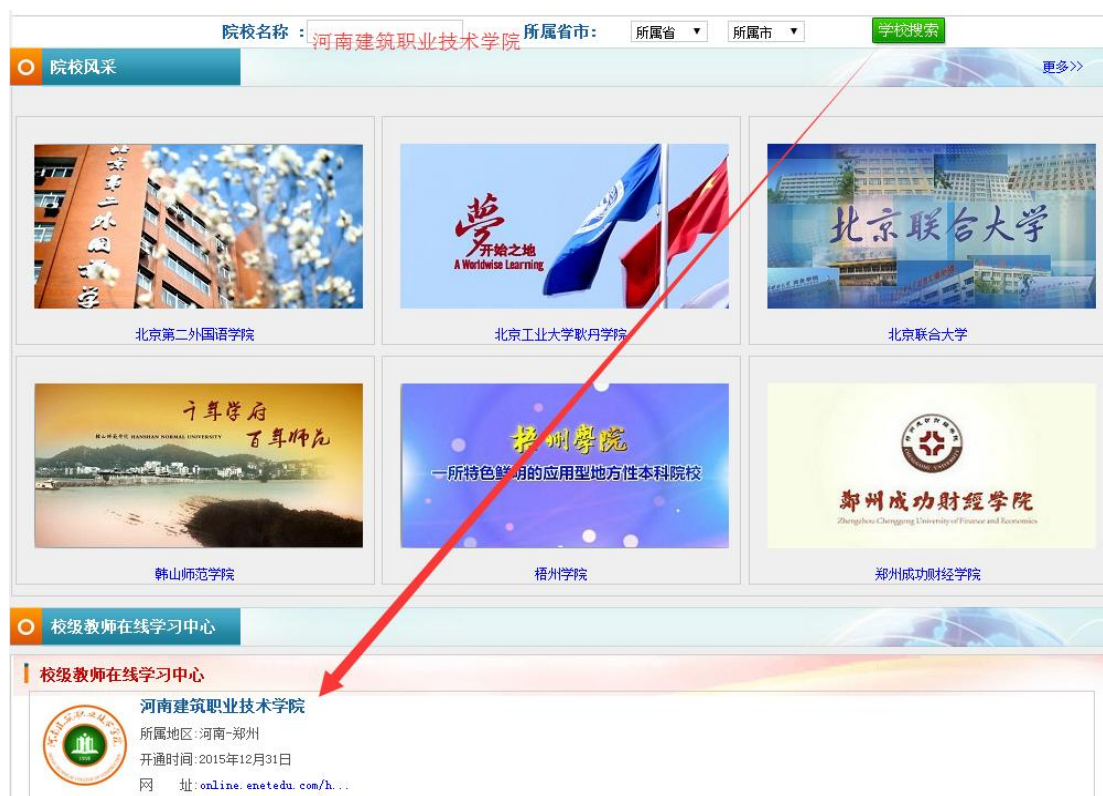 院校名称 : 河南建筑职业技术学院 所属省市: 所属省 ▼ 所属市 ▼ 学校搜索
院校风采 更多>>
夢
开始之地
A Worldwise Learning
北京联合大学
北京第二外国语学院 北京工业大学耿丹学院 北京联合大学
千年学府
韩山师范学院 HANSHAN NORMAL UNIVERSITY 百年师范
梧州學院
一所特色鲜明的应用型地方性本科院校
鄭州成功財經學院
Zhengzhou Chenggong University of Finance and Economics
韩山师范学院 梧州学院 郑州成功财经学院
校级教师在线学习中心
校级教师在线学习中心
河南建筑职业技术学院
所属地区:河南-郑州
开通时间:2015年12月31日
网 址:online.enetedu.com/h...